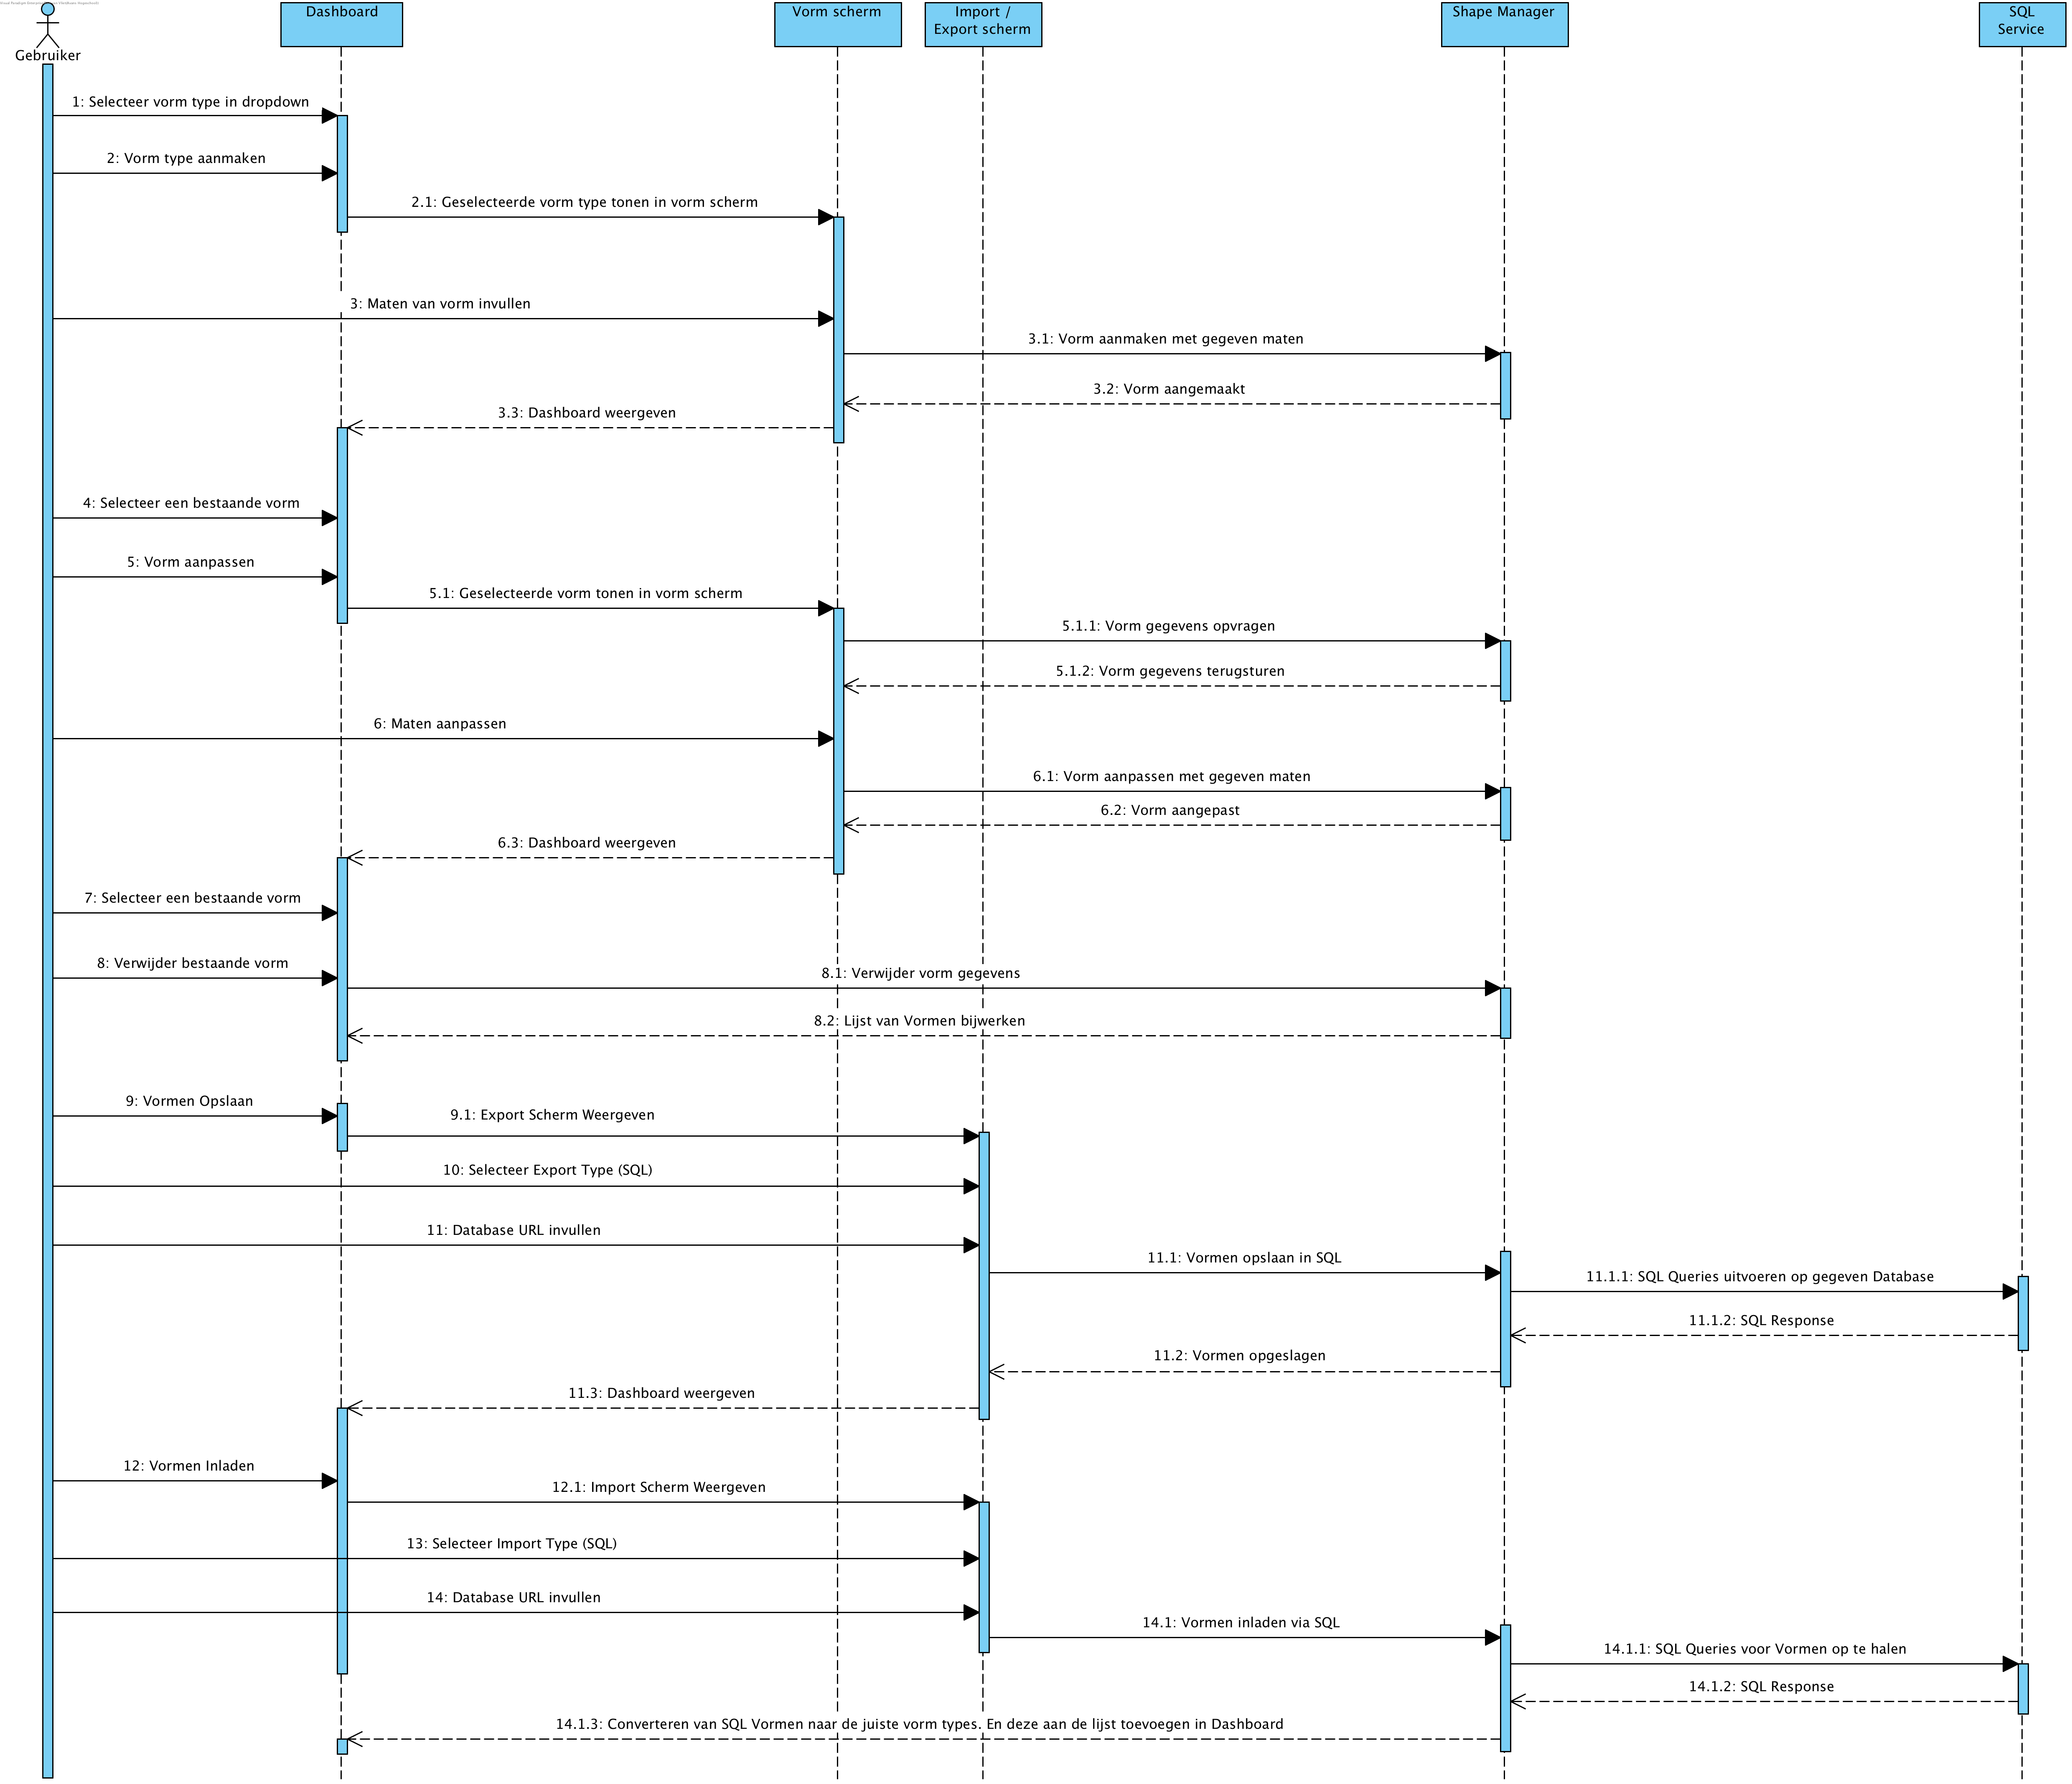 Dashboard
Vorm scherm
Import /
Export scherm
Shape Manager
SQL
Service
Gebruiker
1: Selecteer vorm type in dropdown
2: Vorm type aanmaken
2.1: Geselecteerde vorm type tonen in vorm scherm
3: Maten van vorm invullen
3.1: Vorm aanmaken met gegeven maten
3.2: Vorm aangemaakt
3.3: Dashboard weergeven
4: Selecteer een bestaande vorm
5: Vorm aanpassen
5.1: Geselecteerde vorm tonen in vorm scherm
5.1.1: Vorm gegevens opvragen
5.1.2: Vorm gegevens terugsturen
6: Maten aanpassen
6.1: Vorm aanpassen met gegeven maten
6.2: Vorm aangepast
6.3: Dashboard weergeven
7: Selecteer een bestaande vorm
8: Verwijder bestaande vorm
8.1: Verwijder vorm gegevens
8.2: Lijst van Vormen bijwerken
9: Vormen Opslaan
9.1: Export Scherm Weergeven
10: Selecteer Export Type (SQL)
11: Database URL invullen
11.1: Vormen opslaan in SQL
11.1.1: SQL Queries uitvoeren op gegeven Database
11.1.2: SQL Response
11.2: Vormen opgeslagen
11.3: Dashboard weergeven
12: Vormen Inladen
12.1: Import Scherm Weergeven
13: Selecteer Import Type (SQL)
14: Database URL invullen
14.1: Vormen inladen via SQL
14.1.1: SQL Queries voor Vormen op te halen
14.1.2: SQL Response
14.1.3: Converteren van SQL Vormen naar de juiste vorm types. En deze aan de lijst toevoegen in Dashboard